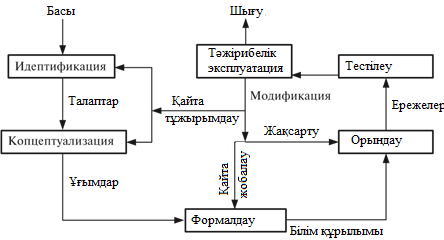 Басы
Шығу
Идентификация
Тәжірибелік
эксплуатация
Тестілеу
Талаптар
Қайта
тұжырымдау
Модификация
Ережелер
Копцептуализация
Жақсарту
Орындау
Ұғымдар
Қайта
жобалау
Формалдау
Білім құрылымы